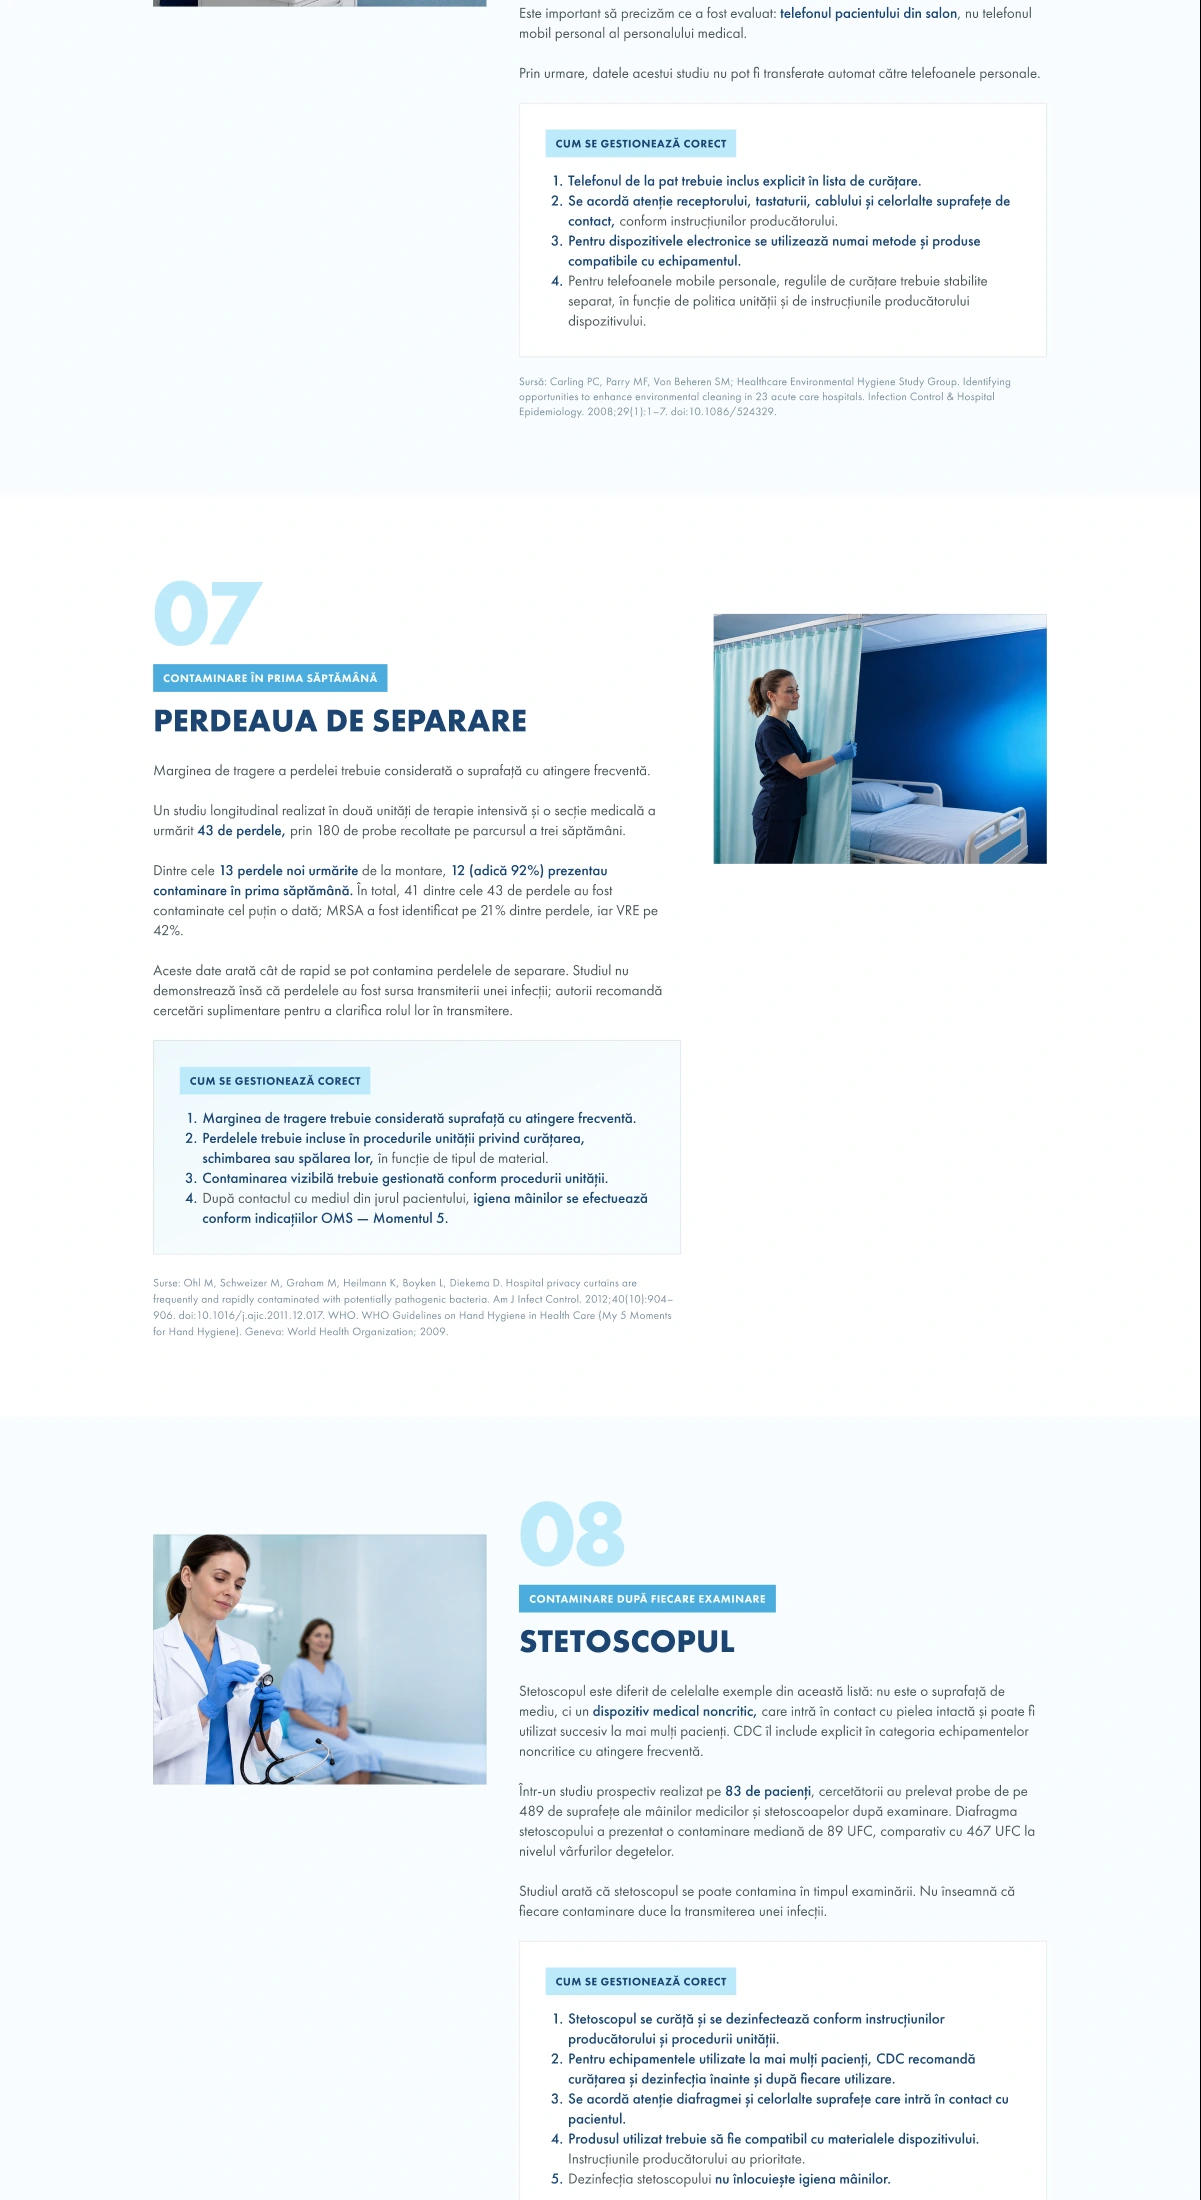 Este important să precizăm ce a fost evaluat: telefonul pacientului din salon, nu telefonul
mobil personal al personalului medical.
Prin urmare, datele acestui studiu nu pot fi transferate automat către telefoanele personale.
CUM SE GESTIONEAZĂ CORECT
1. Telefonul de la pat trebuie inclus explicit în lista de curățare.
2. Se acordă atenție receptorului, tastaturii, cablului și celorlalte suprafețe de
contact, conform instrucțiunilor producătorului.
3. Pentru dispozitivele electronice se utilizează numai metode și produse
compatibile cu echipamentul.
4. Pentru telefoanele mobile personale, regulile de curățare trebuie stabilite
separat, în funcție de politica unității și de instrucțiunile producătorului
dispozitivului.
Sursă: Carling PC, Parry MF, Von Beheren SM; Healthcare Environmental Hygiene Study Group. Identifying
opportunities to enhance environmental cleaning in 23 acute care hospitals. Infection Control & Hospital
Epidemiology. 2008;29(1):1–7. doi:10.1086/524329.
07
CONTAMINARE ÎN PRIMA SĂPTĂMÂNĂ
PERDEAUA DE SEPARARE
Marginea de tragere a perdelei trebuie considerată o suprafață cu atingere frecventă.
Un studiu longitudinal realizat în două unități de terapie intensivă și o secție medicală a
urmărit 43 de perdele, prin 180 de probe recoltate pe parcursul a trei săptămâni.
Dintre cele 13 perdele noi urmărite de la montare, 12 (adică 92%) prezentau
contaminare în prima săptămână. În total, 41 dintre cele 43 de perdele au fost
contaminate cel puțin o dată; MRSA a fost identificat pe 21% dintre perdele, iar VRE pe
42%.
Aceste date arată cât de rapid se pot contamina perdelele de separare. Studiul nu
demonstrează însă că perdelele au fost sursa transmiterii unei infecții; autorii recomandă
cercetări suplimentare pentru a clarifica rolul lor în transmitere.
CUM SE GESTIONEAZĂ CORECT
1. Marginea de tragere trebuie considerată suprafață cu atingere frecventă.
2. Perdelele trebuie incluse în procedurile unității privind curățarea,
schimbarea sau spălarea lor, în funcție de tipul de material.
3. Contaminarea vizibilă trebuie gestionată conform procedurii unității.
4. După contactul cu mediul din jurul pacientului, igiena mâinilor se efectuează
conform indicațiilor OMS — Momentul 5.
Surse: Ohl M, Schweizer M, Graham M, Heilmann K, Boyken L, Diekema D. Hospital privacy curtains are
frequently and rapidly contaminated with potentially pathogenic bacteria. Am J Infect Control. 2012;40(10):904–
906. doi:10.1016/j.ajic.2011.12.017. WHO. WHO Guidelines on Hand Hygiene in Health Care (My 5 Moments
for Hand Hygiene). Geneva: World Health Organization; 2009.
08
CONTAMINARE DUPĂ FIECARE EXAMINARE
STETOSCOPUL
Stetoscopul este diferit de celelalte exemple din această listă: nu este o suprafață de
mediu, ci un dispozitiv medical noncritic, care intră în contact cu pielea intactă și poate fi
utilizat succesiv la mai mulți pacienți. CDC îl include explicit în categoria echipamentelor
noncritice cu atingere frecventă.
Într-un studiu prospectiv realizat pe 83 de pacienți, cercetătorii au prelevat probe de pe
489 de suprafețe ale mâinilor medicilor și stetoscoapelor după examinare. Diafragma
stetoscopului a prezentat o contaminare mediană de 89 UFC, comparativ cu 467 UFC la
nivelul vârfurilor degetelor.
Studiul arată că stetoscopul se poate contamina în timpul examinării. Nu înseamnă că
fiecare contaminare duce la transmiterea unei infecții.
CUM SE GESTIONEAZĂ CORECT
1. Stetoscopul se curăță și se dezinfectează conform instrucțiunilor
producătorului și procedurii unității.
2. Pentru echipamentele utilizate la mai mulți pacienți, CDC recomandă
curățarea și dezinfecția înainte și după fiecare utilizare.
3. Se acordă atenție diafragmei și celorlalte suprafețe care intră în contact cu
pacientul.
4. Produsul utilizat trebuie să fie compatibil cu materialele dispozitivului.
Instrucțiunile producătorului au prioritate.
5. Dezinfecția stetoscopului nu înlocuiește igiena mâinilor.